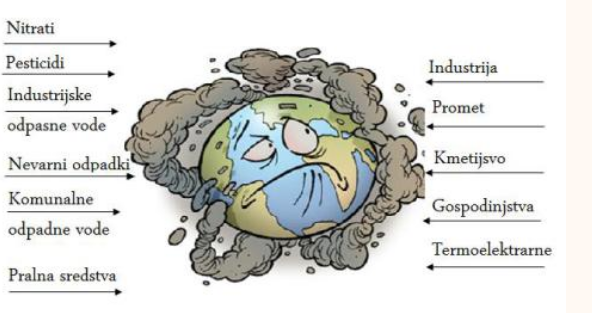 Nitrati
Pesticidi
Industrijske
odpasne vode
Nevarni odpadki
Komunalne
odpadne vode
Pralna sredstva
Industrija
Promet
Kmetijsvo
Gospodinjstva
Termoelektrarne